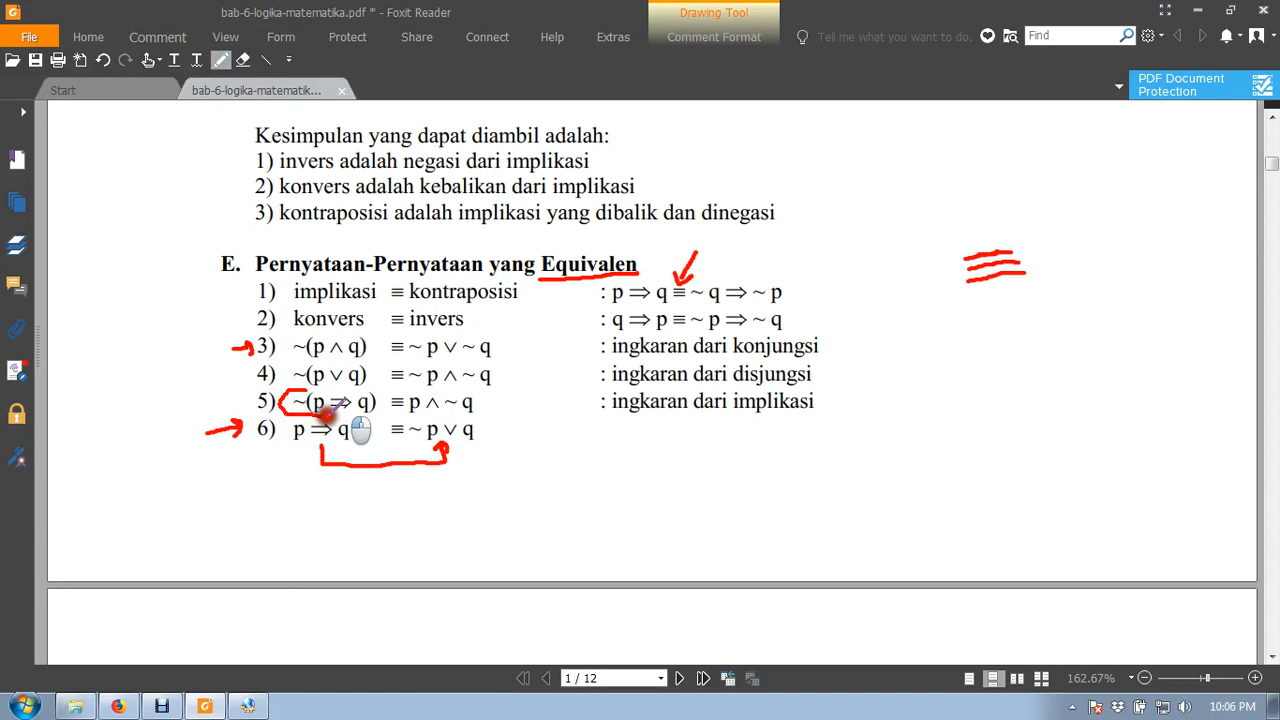 bab-6-logika-matematika.pdf * - Foxit Reader
Drawing Tool
File Home Comment View Form Protect Share Connect Help Extras Comment Format Tell me what you want to do. Find
Start bab-6-logika-matematik... PDF Document Protection
Kesimpulan yang dapat diambil adalah:
1) invers adalah negasi dari implikasi
2) konvers adalah kebalikan dari implikasi
3) kontraposisi adalah implikasi yang dibalik dan dinegasi
E. Pernyataan-Pernyataan yang Equivalen
1) implikasi ≡ kontraposisi : p ⇒ q ≡ ~ q ⇒ ~ p
2) konvers ≡ invers : q ⇒ p ≡ ~ p ⇒ ~ q
3) ~(p ∧ q) ≡ ~ p ∨ ~ q : ingkaran dari konjungsi
4) ~(p ∨ q) ≡ ~ p ∧ ~ q : ingkaran dari disjungsi
5) ~(p ⇒ q) ≡ p ∧ ~ q : ingkaran dari implikasi
6) p ⇒ q ≡ ~ p ∨ q
1 / 12 162.67%
10:06 PM